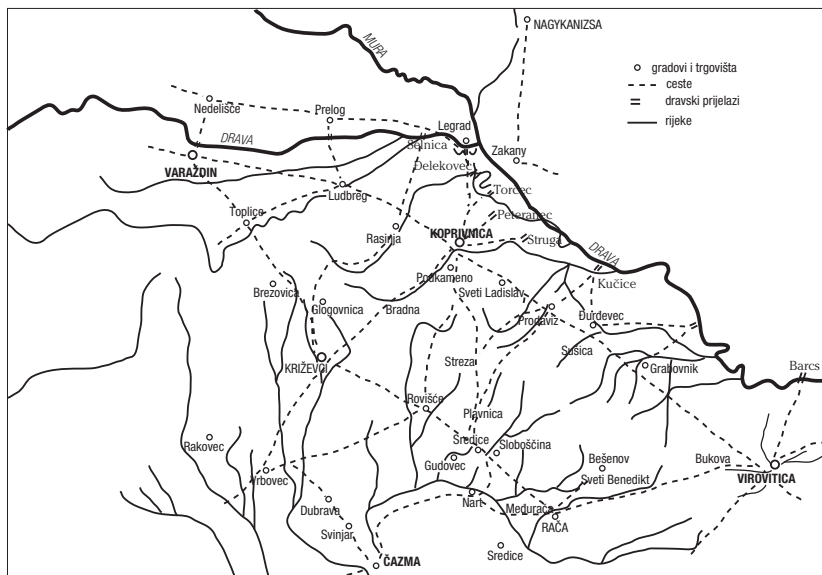 NAGYKANIZSA
MURA
gradovi i trgovišta
ceste
dravski prijelazi
rijeke
Nedelišće
Prelog
DRAVA
Legrad
Selnica
Zakany
VARAŽDIN
Đelekovec
Ludbreg
Torčec
Toplice
Peteranec
Rasinja
KOPRIVNICA
Struga
DRAVA
Podkameno
Kučice
Brezovica
Sveti Ladislav
Glogovnica
Bradna
Prodaviz
Đurđevec
KRIŽEVCI
Streza
Sušica
Grabovnik
Barcs
Rovišće
Plavnica
Rakovec
Sredice
Sloboščina
Gudovec
Bešenov
Bukova
Vrbovec
Sveti Benedikt
VIROVITICA
Dubrava
Nart
Međurača
Svinjar
RAČA
Sredice
ČAZMA